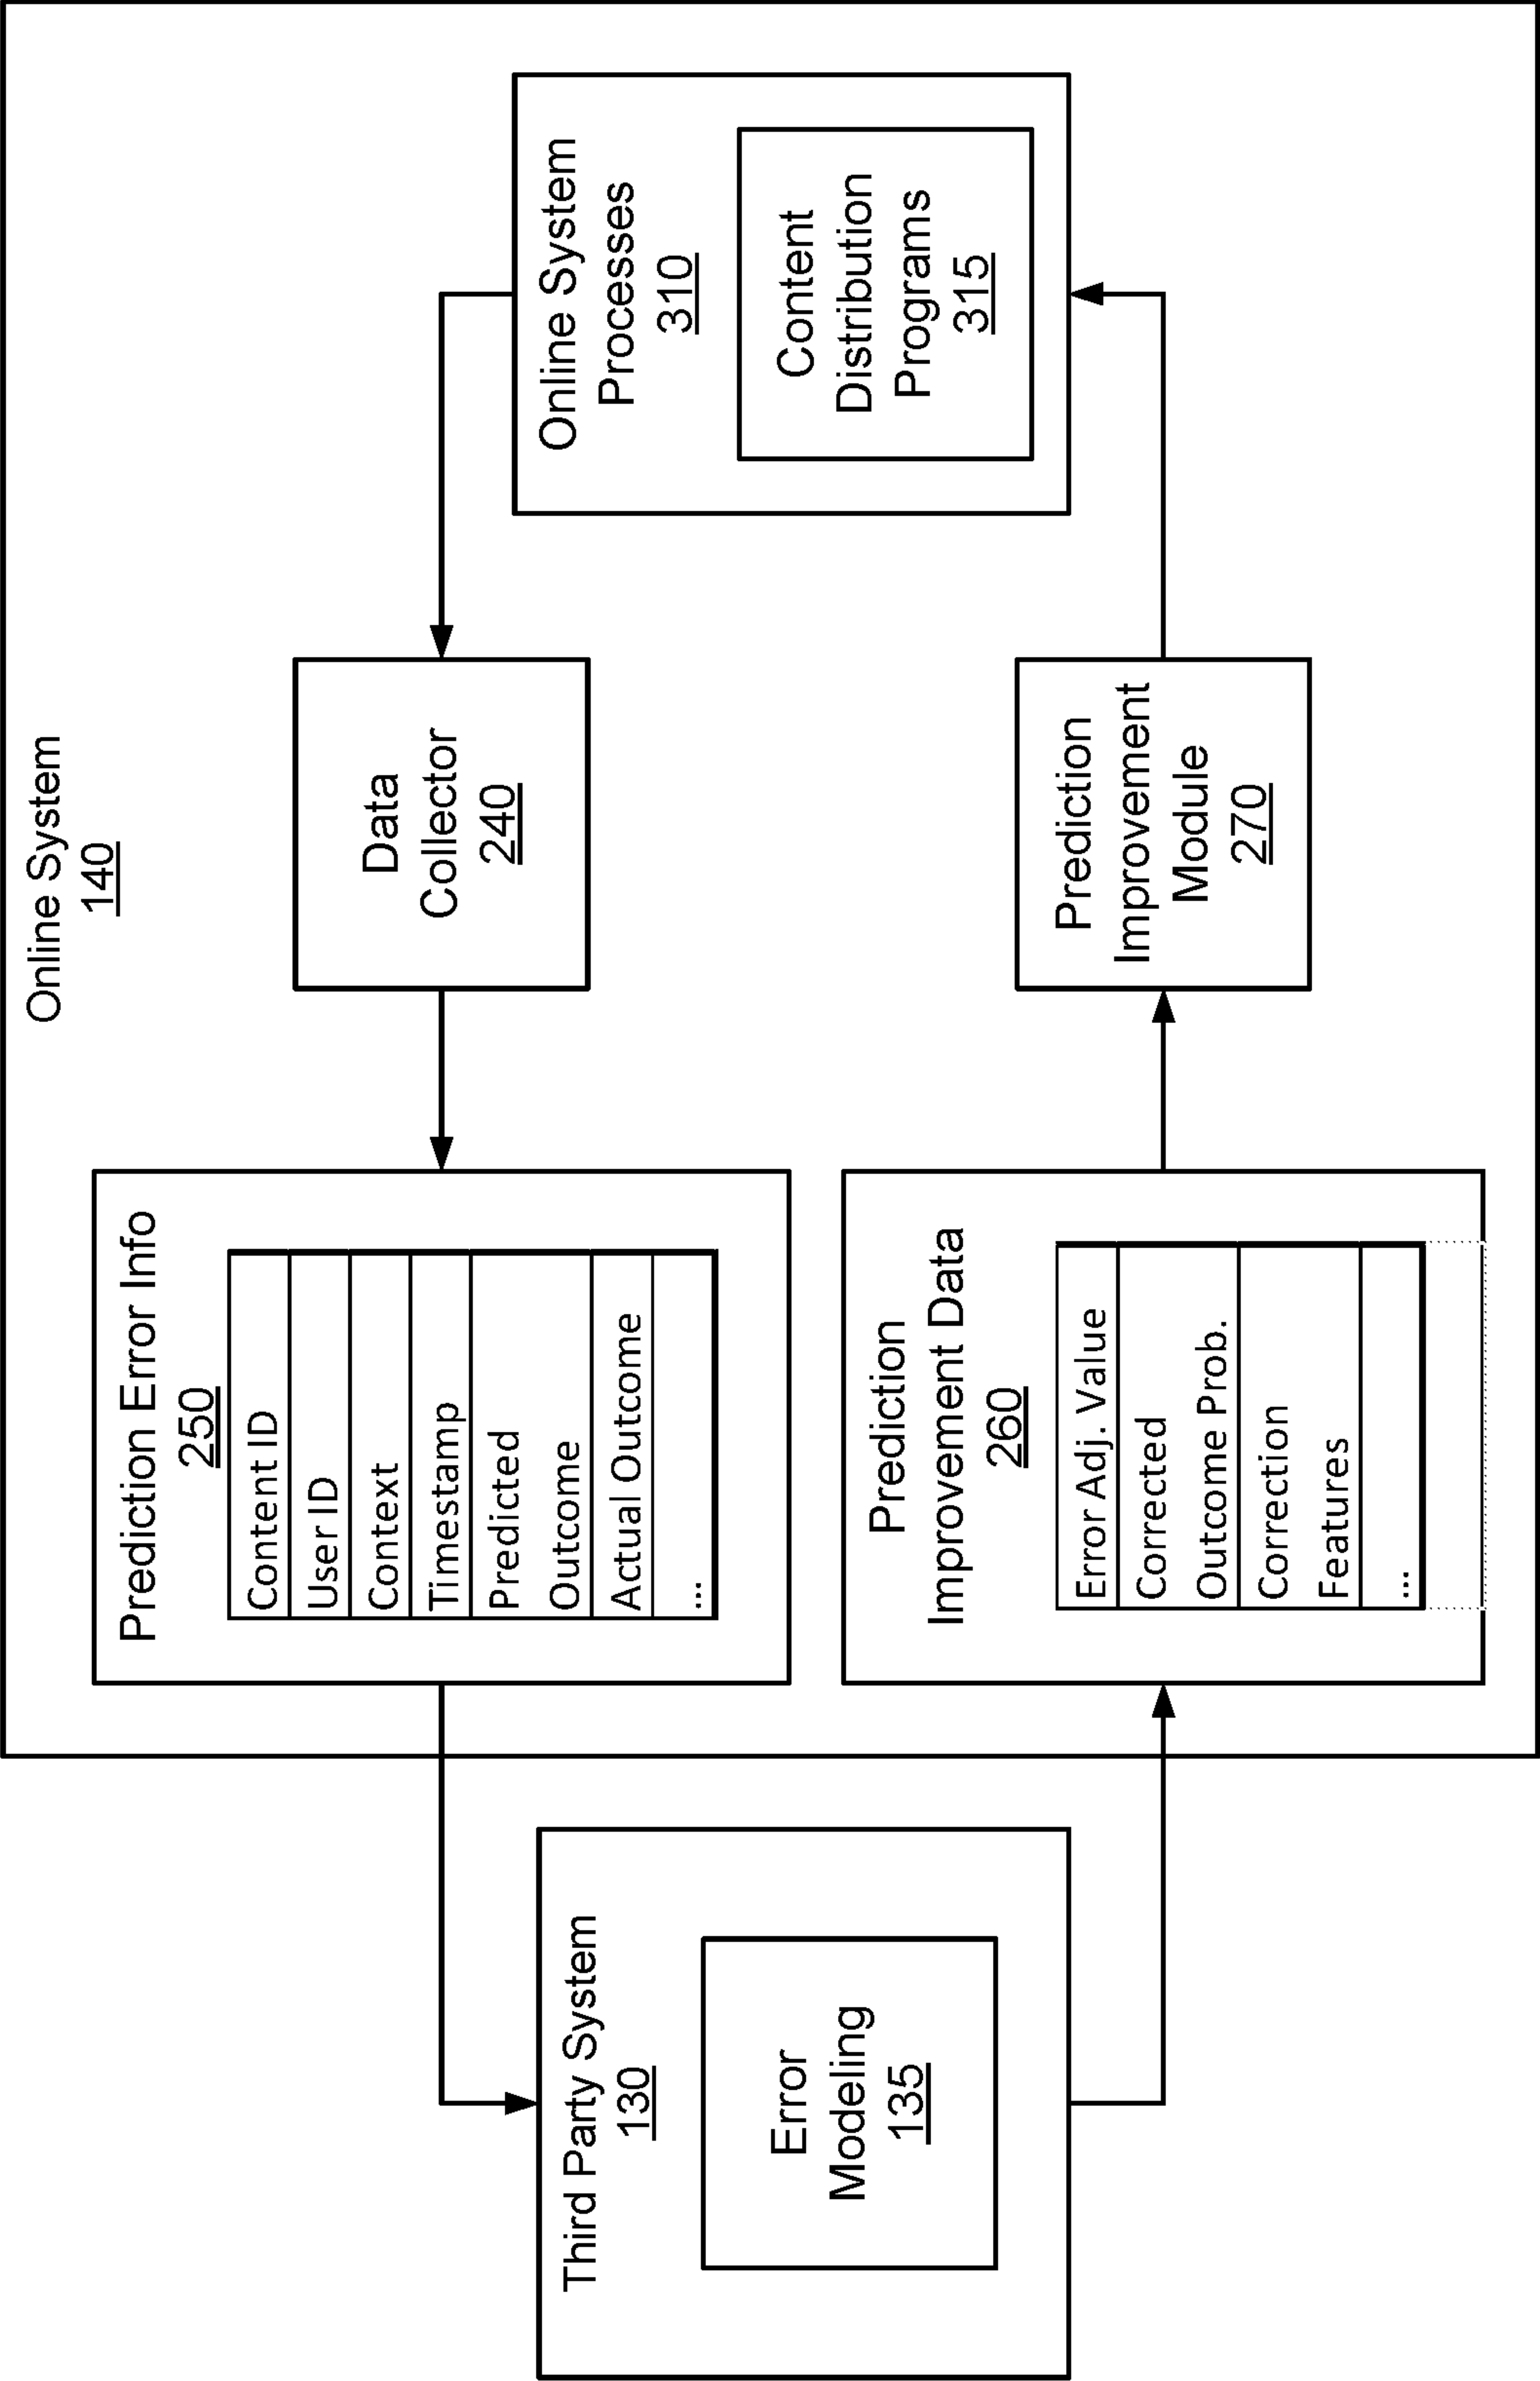 Online System
140
Third Party System
130
Error
Modeling
135
Prediction Error Info
250
Content ID
User ID
Context
Timestamp
Predicted
Outcome
Actual Outcome
...
Prediction
Improvement Data
260
Error Adj. Value
Corrected
Outcome Prob.
Correction
Features
...
Data
Collector
240
Prediction
Improvement
Module
270
Online System
Processes
310
Content
Distribution
Programs
315